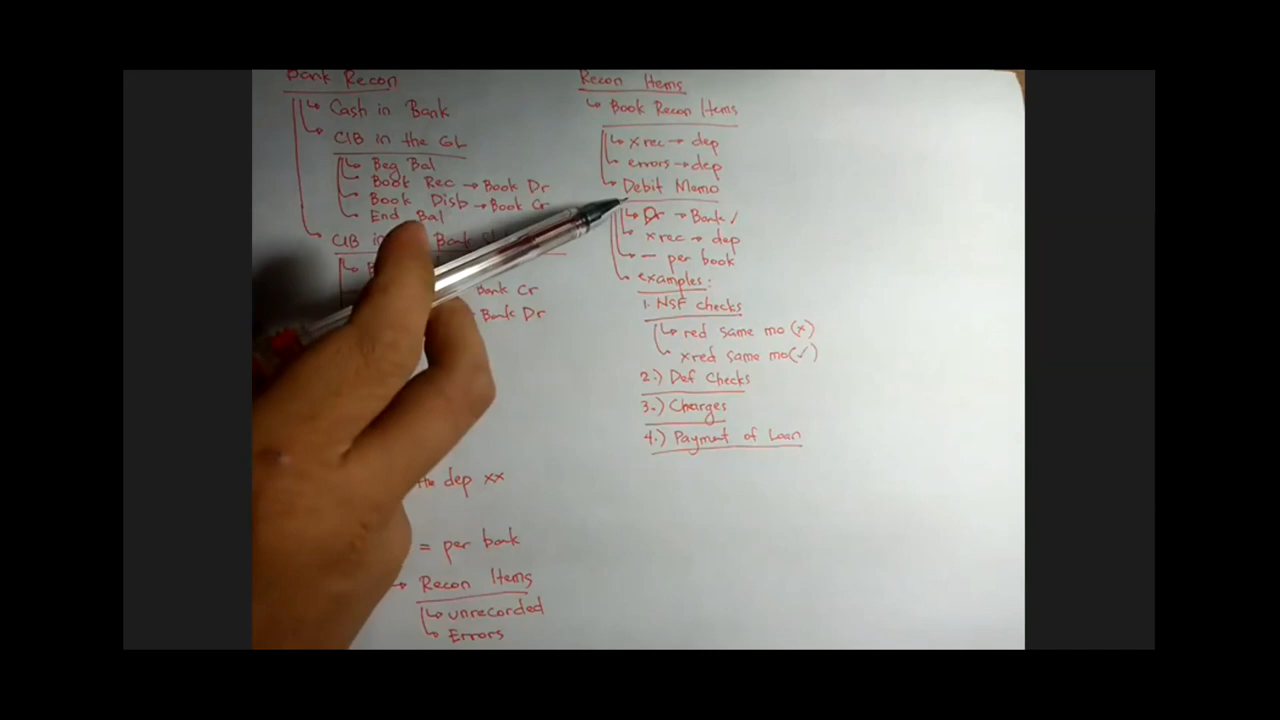 Bank Recon
↳ Cash in Bank
↳ CIB in the GL
↳ Beg Bal
↳ Book Rec → Book Dr
↳ Book Disb → Book Cr
↳ End Bal
↳ CIB in Bank
↳ B
Bank Cr
Bank Dr
the dep xx
= per bank
→ Recon Items
↳ unrecorded
↳ Errors
Recon Items
↳ Book Recon Items
↳ x rec → dep
↳ errors → dep
↳ Debit Memo
↳ Dr → Bank ✓
↳ x rec → dep
↳ — per book
↳ examples:
1. NSF checks
↳ red same mo (x)
↳ xred same mo (✓)
2.) Def Checks
3.) Charges
4.) Payment of Loan